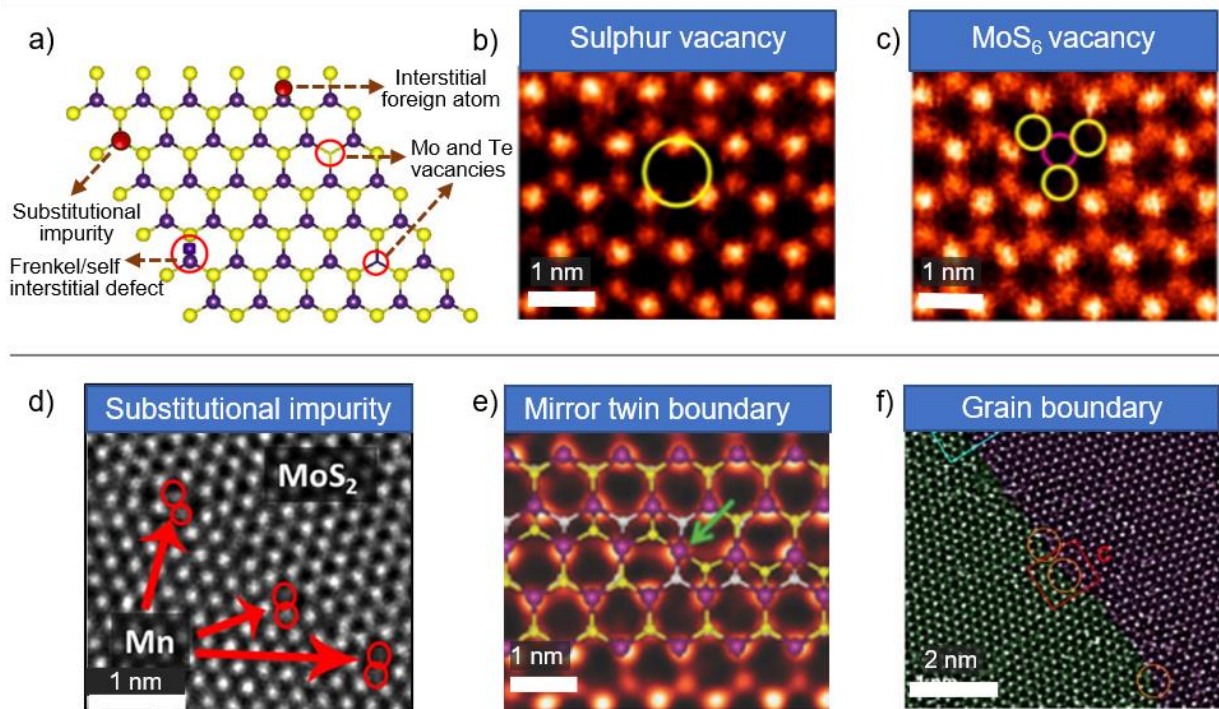 a)
Interstitial
foreign atom
Mo and Te
vacancies
Substitutional
impurity
Frenkel/self
interstitial defect
b)
Sulphur vacancy
1 nm
c)
MoS₆ vacancy
1 nm
d)
Substitutional impurity
MoS₂
Mn
1 nm
e)
Mirror twin boundary
1 nm
f)
Grain boundary
c
2 nm